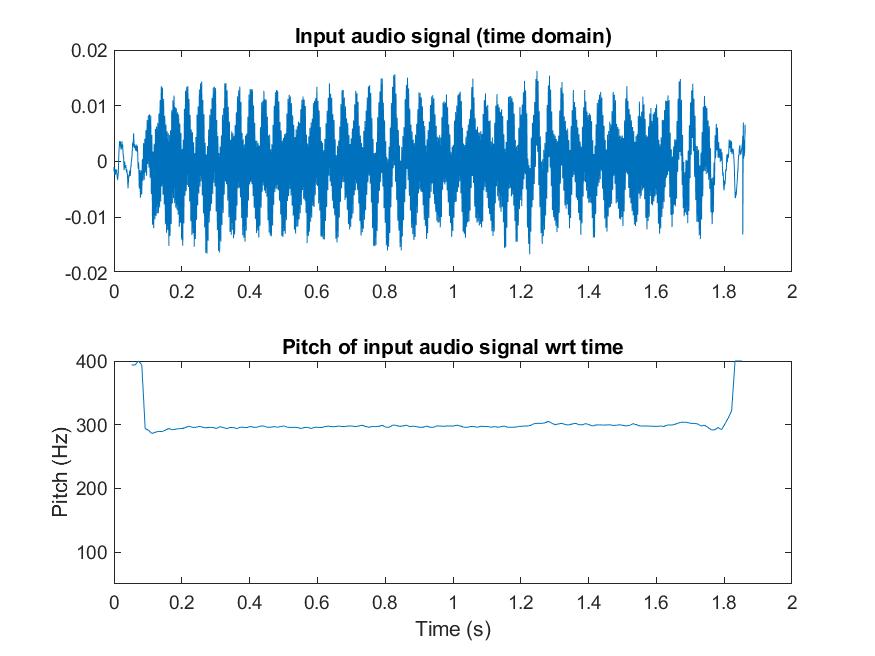 Input audio signal (time domain)
0.02
0.01
0
-0.01
-0.02
0 0.2 0.4 0.6 0.8 1 1.2 1.4 1.6 1.8 2
Pitch of input audio signal wrt time
400
300
200
100
Pitch (Hz)
0 0.2 0.4 0.6 0.8 1 1.2 1.4 1.6 1.8 2
Time (s)